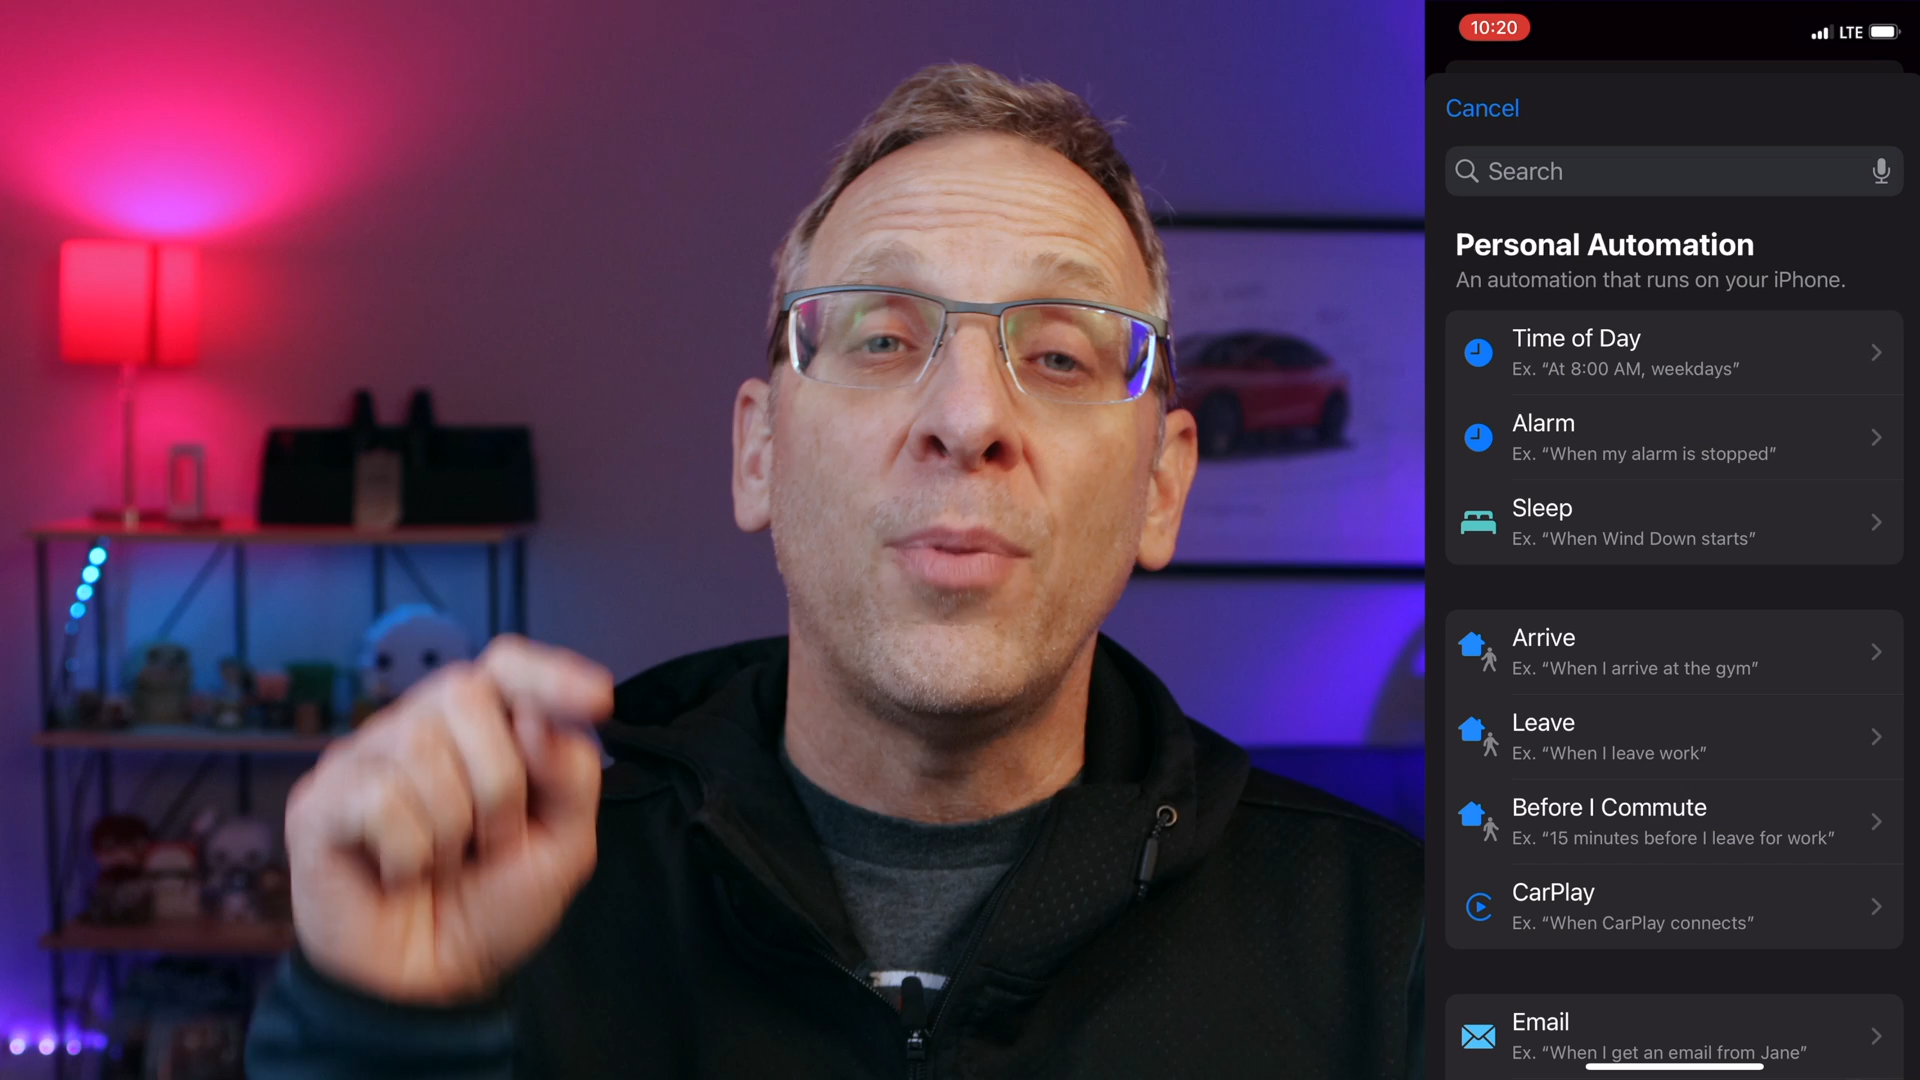 10:20
LTE
Cancel
Search
Personal Automation
An automation that runs on your iPhone.
Time of Day
Ex. “At 8:00 AM, weekdays”
Alarm
Ex. “When my alarm is stopped”
Sleep
Ex. “When Wind Down starts”
Arrive
Ex. “When I arrive at the gym”
Leave
Ex. “When I leave work”
Before I Commute
Ex. “15 minutes before I leave for work”
CarPlay
Ex. “When CarPlay connects”
Email
Ex. “When I get an email from Jane”